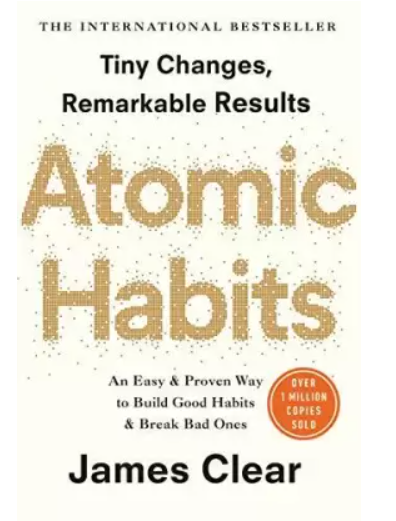 THE INTERNATIONAL BESTSELLER
Tiny Changes,
Remarkable Results
Atomic
Habits
An Easy & Proven Way
to Build Good Habits
& Break Bad Ones
OVER
1 MILLION
COPIES
SOLD
James Clear